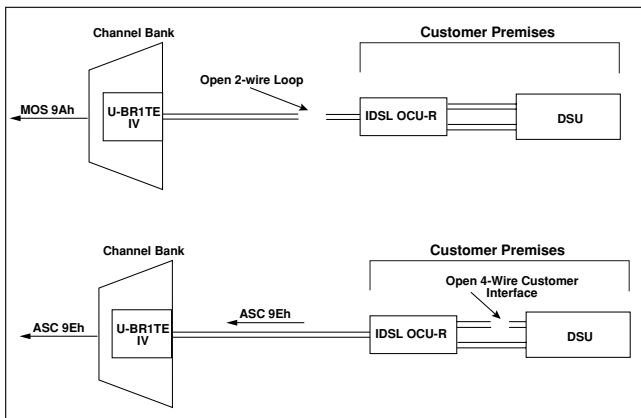 Channel Bank
Customer Premises
Open 2-wire Loop
MOS 9Ah
U-BR1TE
IV
IDSL OCU-R
DSU
Channel Bank
Customer Premises
Open 4-Wire Customer
Interface
ASC 9Eh
ASC 9Eh
U-BR1TE
IV
IDSL OCU-R
DSU